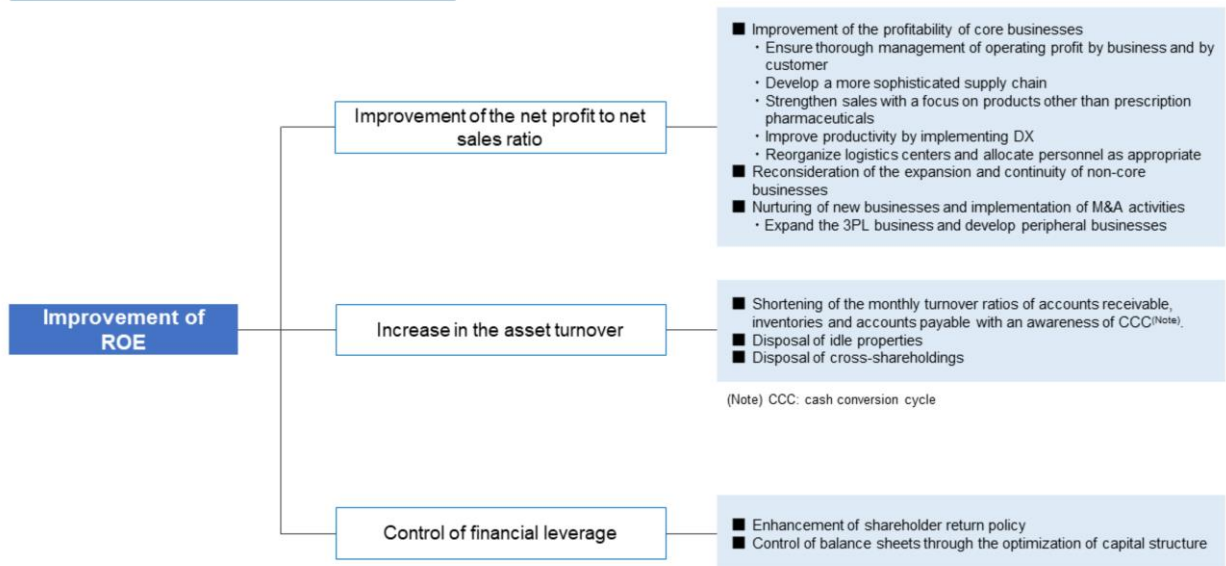 Improvement of
ROE
Improvement of the net profit to net
sales ratio
■ Improvement of the profitability of core businesses
・Ensure thorough management of operating profit by business and by
customer
・Develop a more sophisticated supply chain
・Strengthen sales with a focus on products other than prescription
pharmaceuticals
・Improve productivity by implementing DX
・Reorganize logistics centers and allocate personnel as appropriate
■ Reconsideration of the expansion and continuity of non-core
businesses
■ Nurturing of new businesses and implementation of M&A activities
・Expand the 3PL business and develop peripheral businesses
Increase in the asset turnover
■ Shortening of the monthly turnover ratios of accounts receivable,
inventories and accounts payable with an awareness of CCC(Note).
■ Disposal of idle properties
■ Disposal of cross-shareholdings
(Note) CCC: cash conversion cycle
Control of financial leverage
■ Enhancement of shareholder return policy
■ Control of balance sheets through the optimization of capital structure